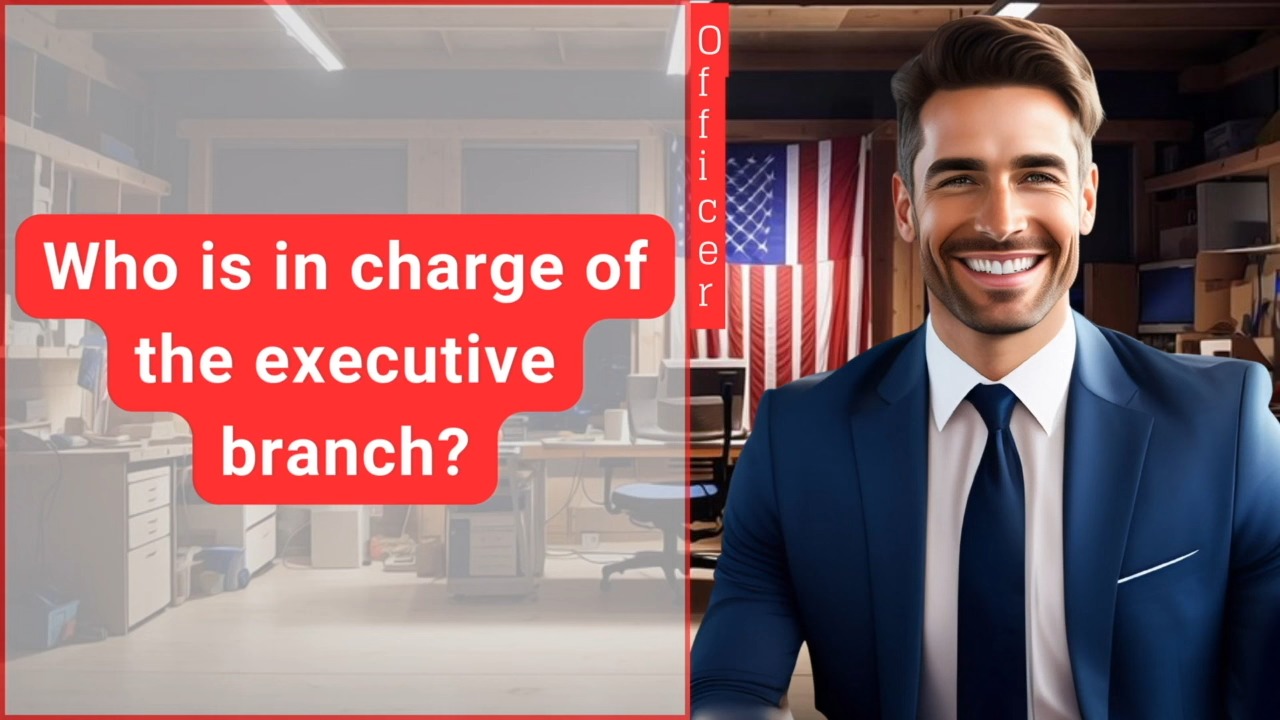 Who is in charge of
the executive
branch?
Officer